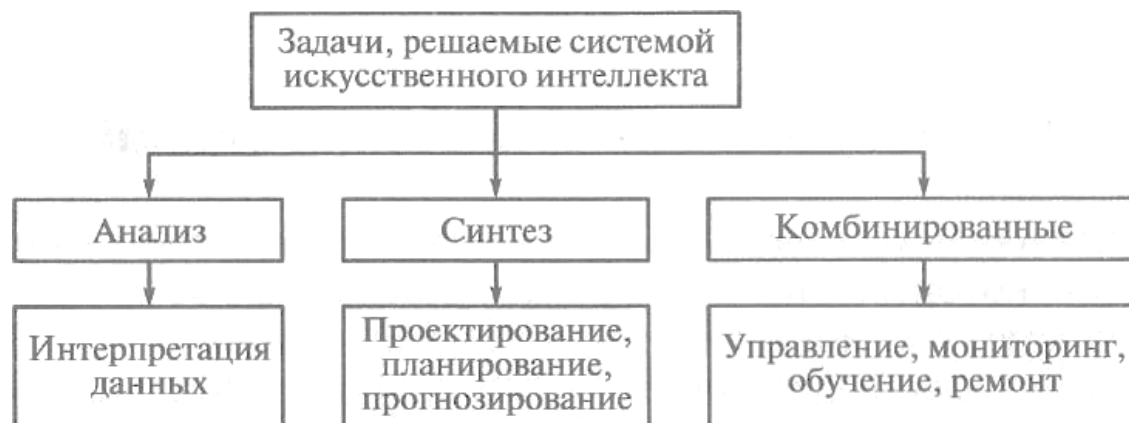 Задачи, решаемые системой
искусственного интеллекта
Анализ
Синтез
Комбинированные
Интерпретация
данных
Проектирование,
планирование,
прогнозирование
Управление, мониторинг,
обучение, ремонт